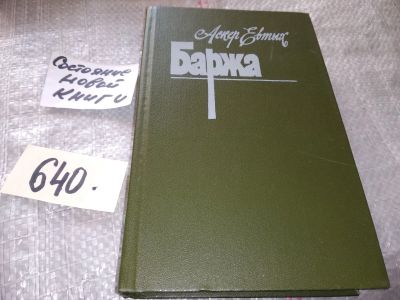 Состояние
новой
книги
640.
Аскер Евтых
Баржа